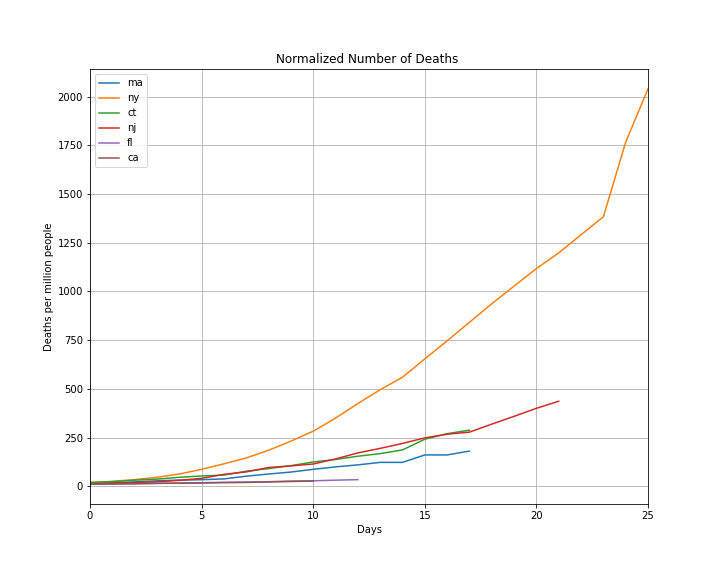 Normalized Number of Deaths
ma
ny
ct
nj
fl
ca
2000
1750
1500
1250
1000
750
500
250
0
Deaths per million people
0 5 10 15 20 25
Days